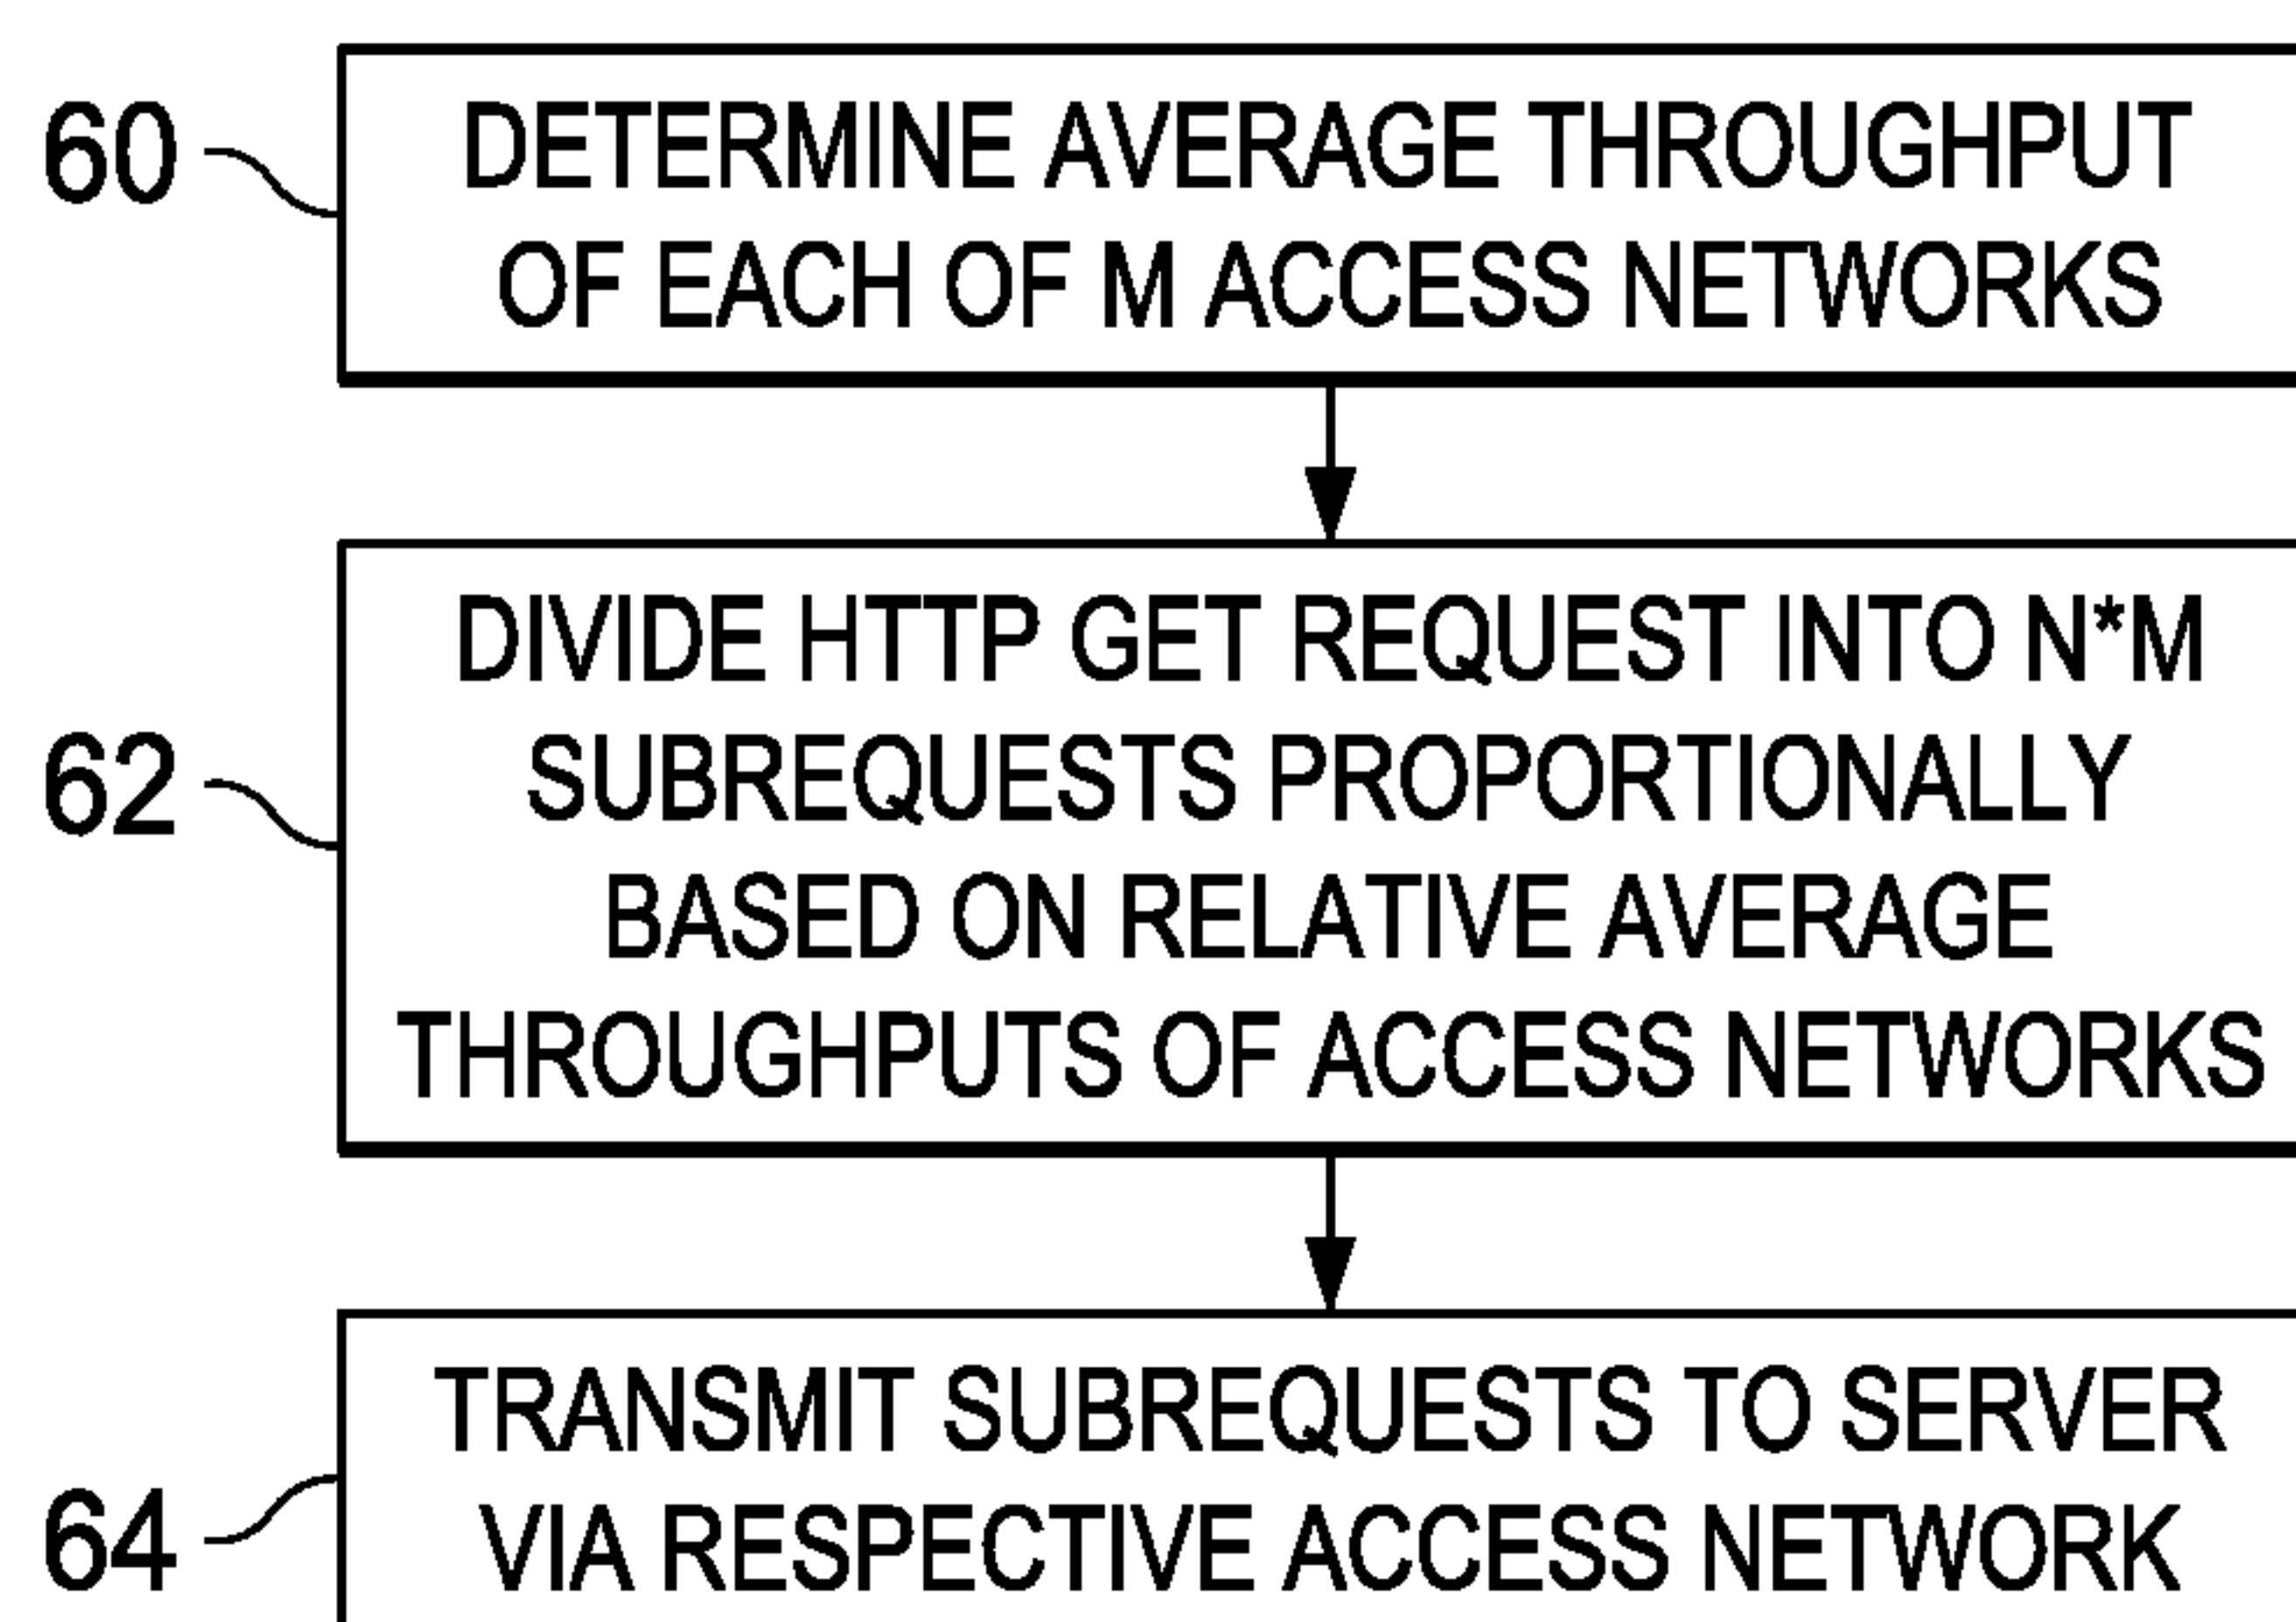 60
DETERMINE AVERAGE THROUGHPUT
OF EACH OF M ACCESS NETWORKS
62
DIVIDE HTTP GET REQUEST INTO N*M
SUBREQUESTS PROPORTIONALLY
BASED ON RELATIVE AVERAGE
THROUGHPUTS OF ACCESS NETWORKS
64
TRANSMIT SUBREQUESTS TO SERVER
VIA RESPECTIVE ACCESS NETWORK